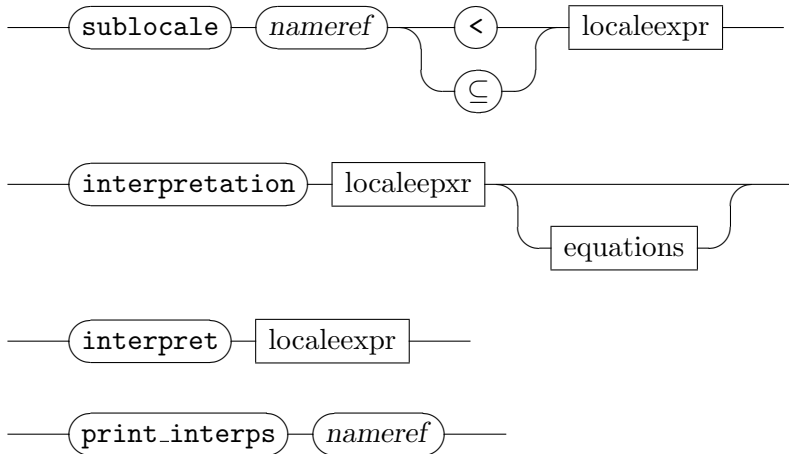 sublocale nameref < localeexpr
⊆
interpretation localeepxr
equations
interpret localeexpr
print_interps nameref